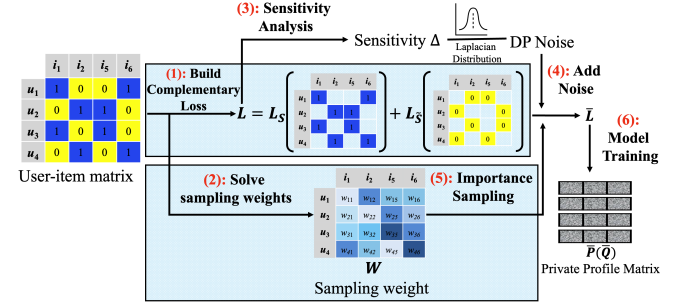 (3): Sensitivity
Analysis
Sensitivity Δ
Laplacian
Distribution
DP Noise
(4): Add
Noise
i₁ i₂ i₅ i₆
u₁ 1 0 0 1
u₂ 0 1 1 0
u₃ 1 0 1 0
u₄ 0 1 0 1
User-item matrix
(1): Build
Complementary
Loss
L = L_S
i₁ i₂ i₅ i₆
u₁ 1 1
u₂ 1 1
u₃ 1 1
u₄ 1 1
+ L_S̄
i₁ i₂ i₅ i₆
u₁ 0 0
u₂ 0 0
u₃ 0 0
u₄ 0 0
L̄
(6):
Model
Training
(2): Solve
sampling weights
i₁ i₂ i₅ i₆
u₁ w₁₁ w₁₂ w₁₅ w₁₆
u₂ w₂₁ w₂₂ w₂₅ w₂₆
u₃ w₃₁ w₃₂ w₃₅ w₃₆
u₄ w₄₁ w₄₂ w₄₅ w₄₆
W
Sampling weight
(5): Importance
Sampling
P̄(Q̄)
Private Profile Matrix